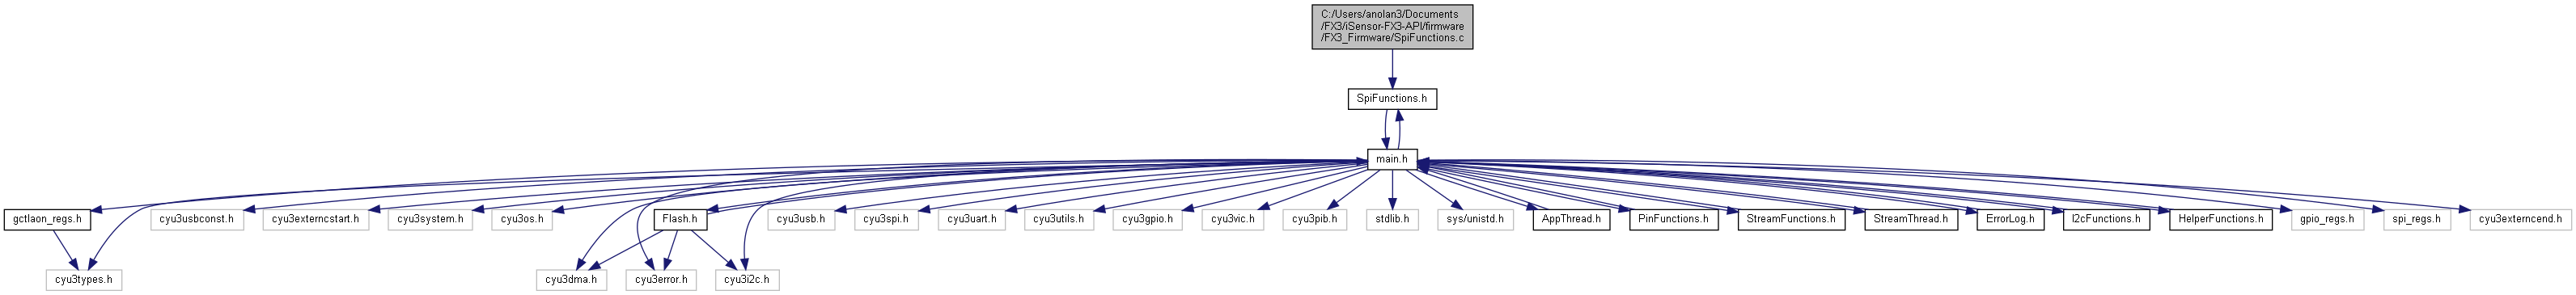 C:/Users/anolan3/Documents
/FX3/iSensor-FX3-API/firmware
/FX3_Firmware/SpiFunctions.c
SpiFunctions.h
main.h
gctlaon_regs.h
cyu3usbconst.h
cyu3externcstart.h
cyu3system.h
cyu3os.h
Flash.h
cyu3usb.h
cyu3spi.h
cyu3uart.h
cyu3utils.h
cyu3gpio.h
cyu3vic.h
cyu3pib.h
stdlib.h
sys/unistd.h
AppThread.h
PinFunctions.h
StreamFunctions.h
StreamThread.h
ErrorLog.h
I2cFunctions.h
HelperFunctions.h
gpio_regs.h
spi_regs.h
cyu3externcend.h
cyu3types.h
cyu3dma.h
cyu3error.h
cyu3i2c.h